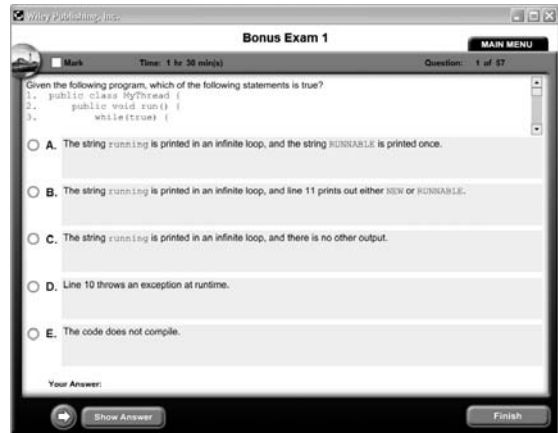 Wiley Publishing, Inc.
Bonus Exam 1
MAIN MENU
Mark Time: 1 hr 30 min(s) Question: 1 of 57
Given the following program, which of the following statements is true?
1. public class MyThread {
2. public void run() {
3. while(true) {
A. The string running is printed in an infinite loop, and the string RUNNABLE is printed once.
B. The string running is printed in an infinite loop, and line 11 prints out either NEW or RUNNABLE.
C. The string running is printed in an infinite loop, and there is no other output.
D. Line 10 throws an exception at runtime.
E. The code does not compile.
Your Answer:
Show Answer
Finish